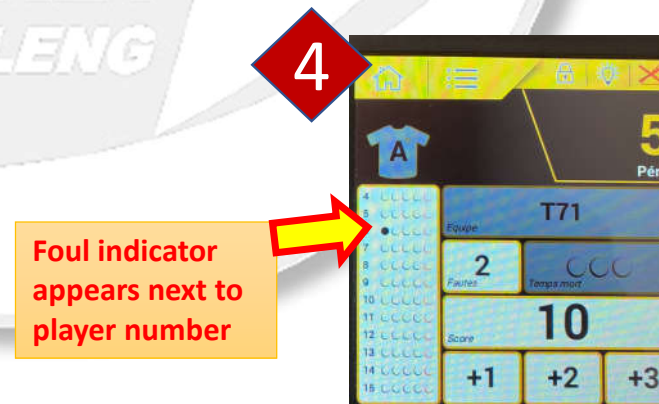 LENG
4
A
5
Pér
4
5
7
8
9
10
11
12
13
14
15
T71
Equipe
2
Fautes
Temps mort
10
Score
+1
+2
+3
Foul indicator
appears next to
player number